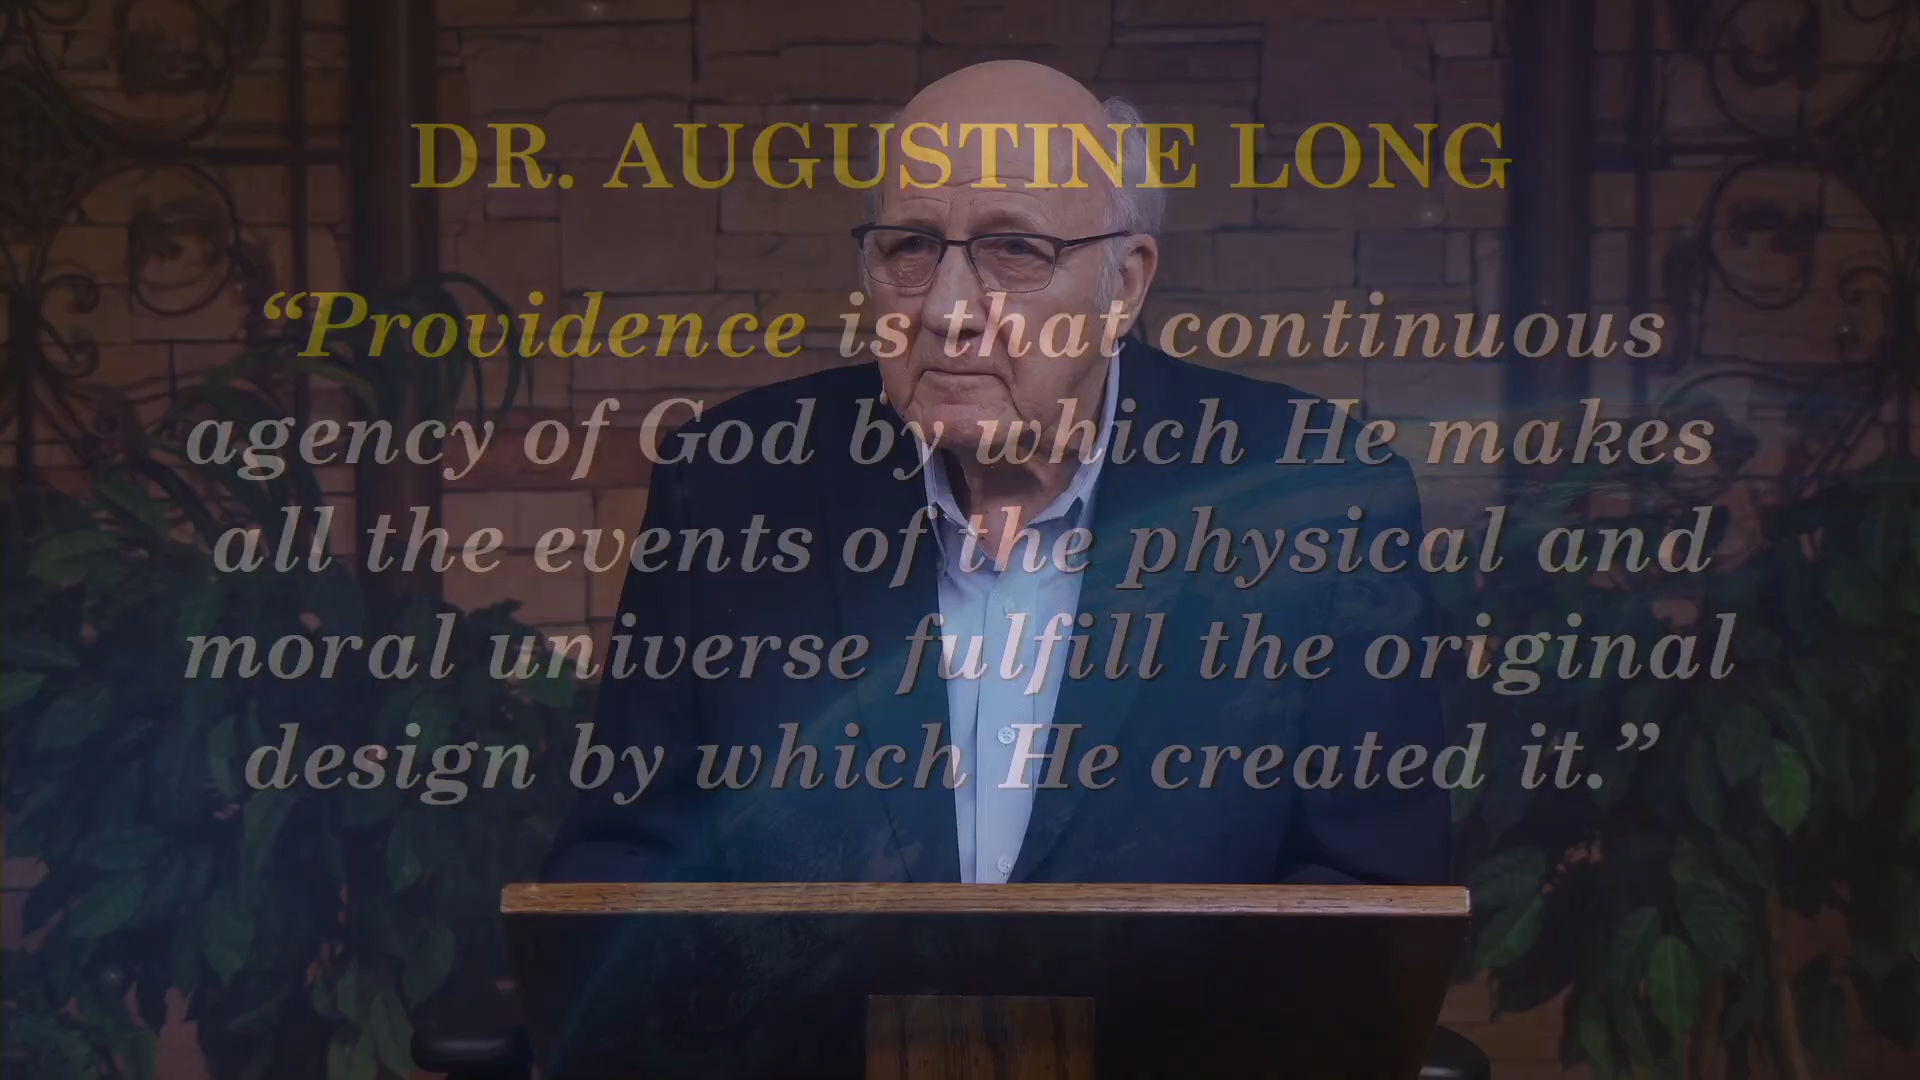 DR. AUGUSTINE LONG
“Providence is that continuous
agency of God by which He makes
all the events of the physical and
moral universe fulfill the original
design by which He created it.”